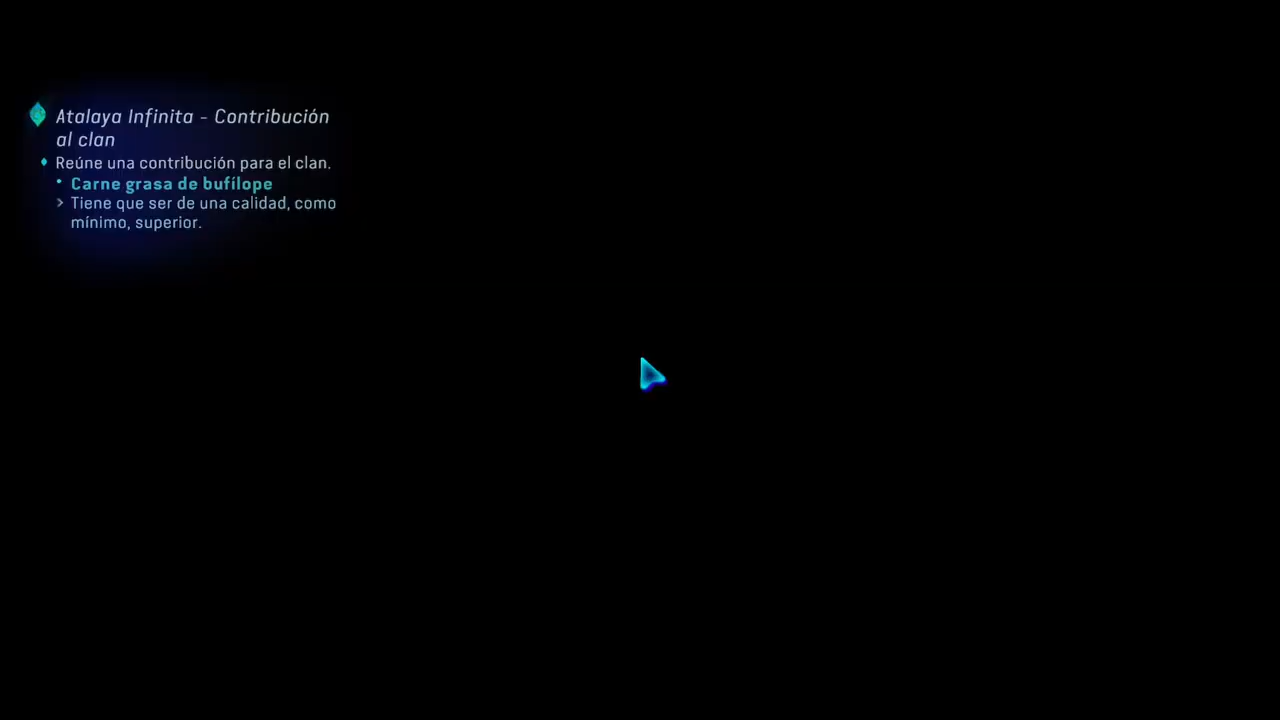 Atalaya Infinita - Contribución
al clan
Reúne una contribución para el clan.
Carne grasa de bufílope
Tiene que ser de una calidad, como
mínimo, superior.